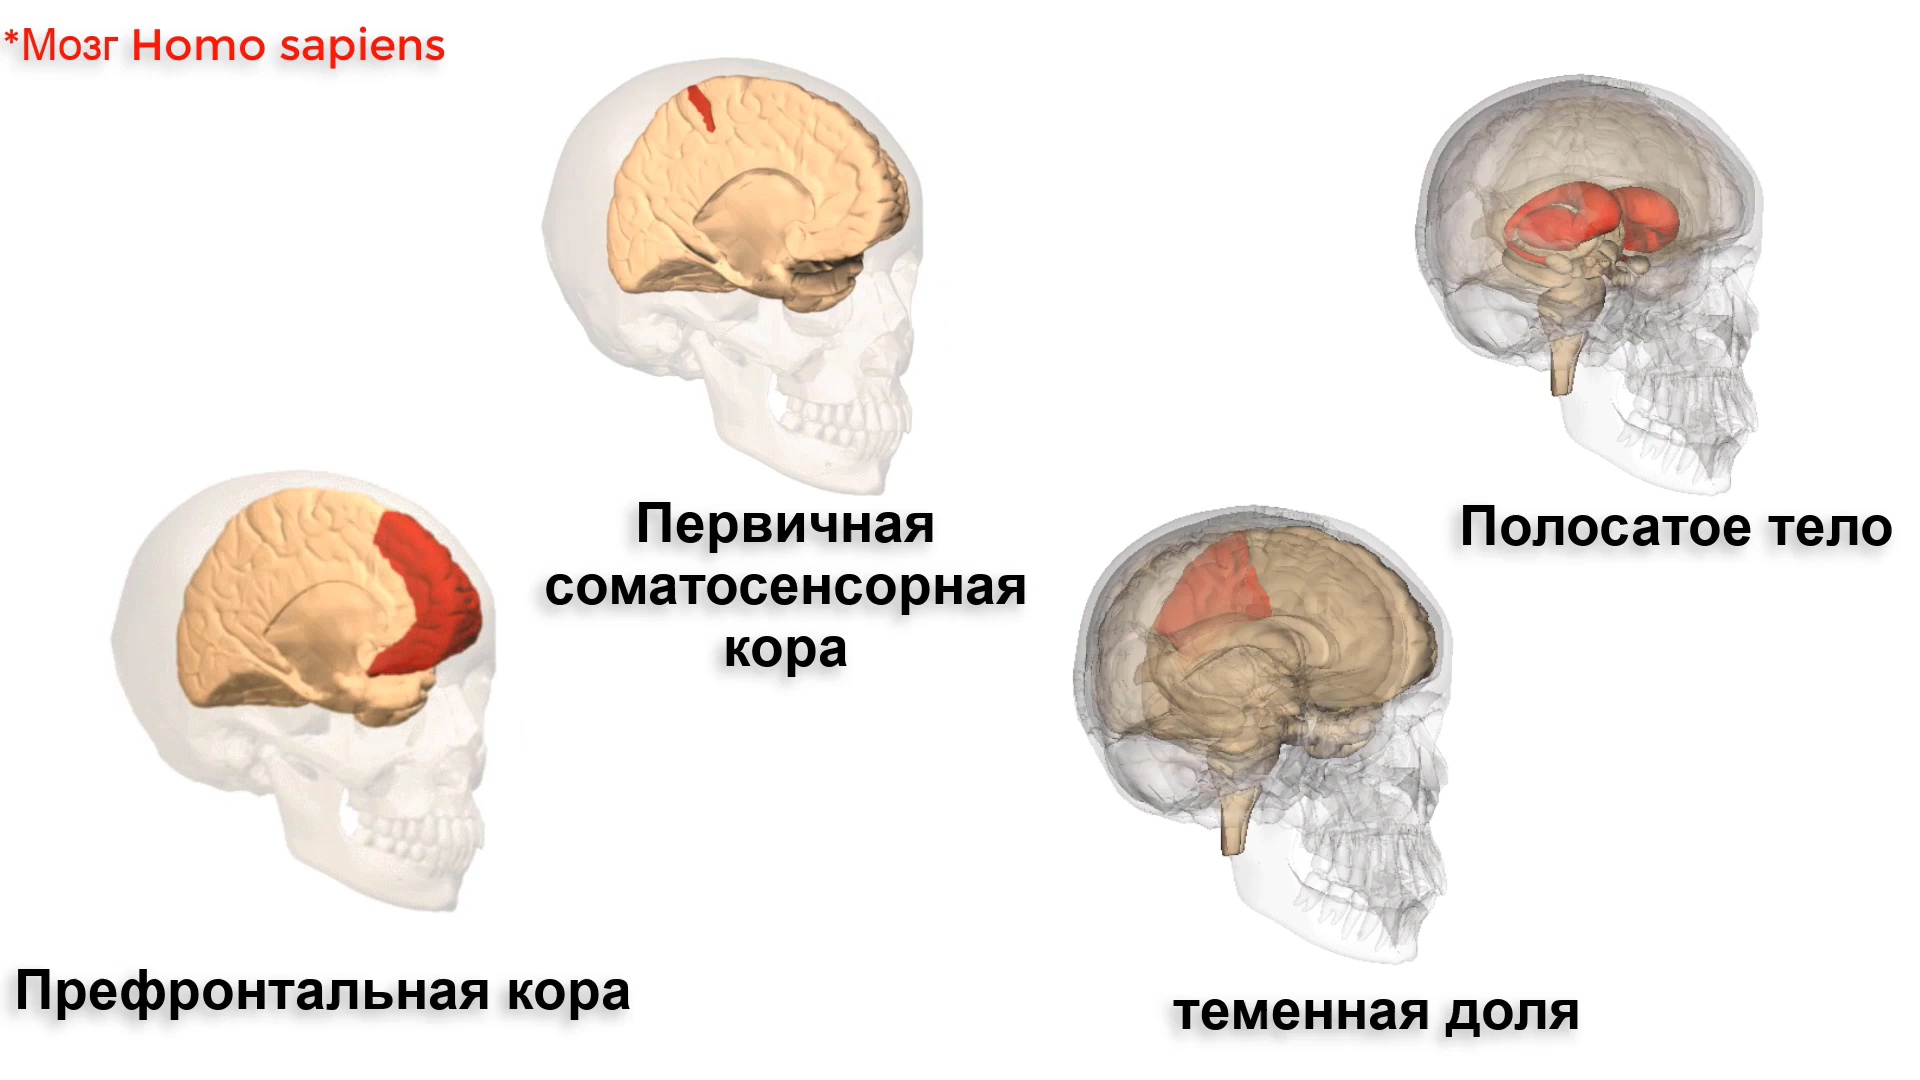 *Мозг Homo sapiens
Первичная
соматосенсорная
кора
Полосатое тело
Префронтальная кора
теменная доля